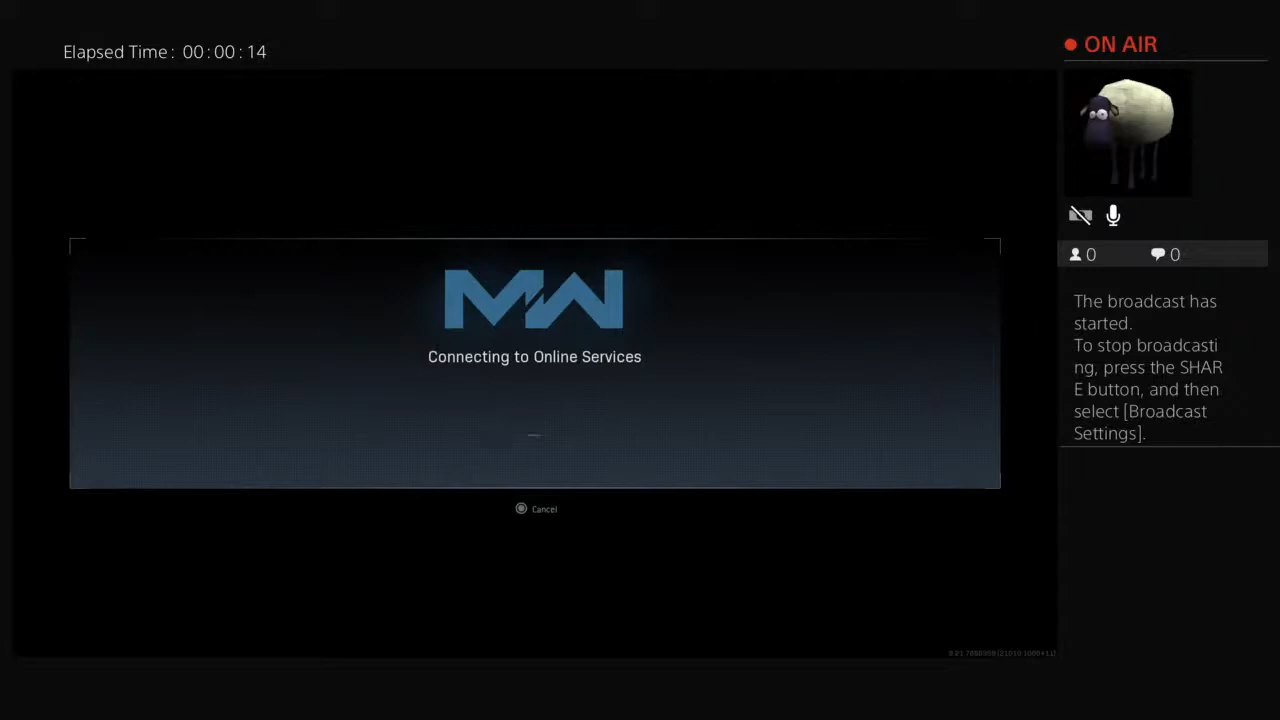 Elapsed Time: 00:00:14
ON AIR
0
0
MW
Connecting to Online Services
Cancel
The broadcast has
started.
To stop broadcasti
ng, press the SHAR
E button, and then
select [Broadcast
Settings].